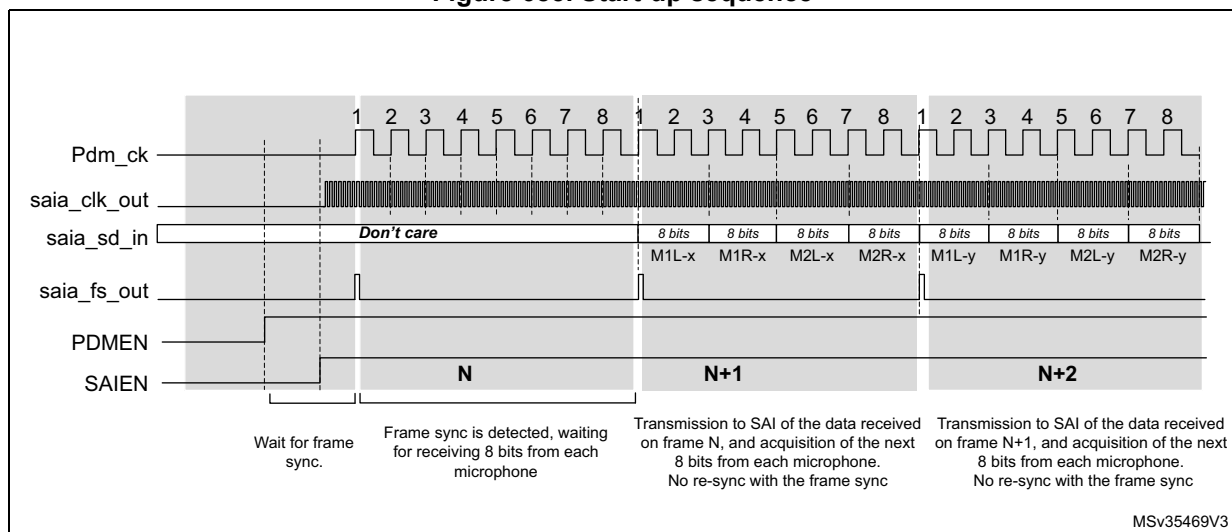 1 2 3 4 5 6 7 8 1 2 3 4 5 6 7 8 1 2 3 4 5 6 7 8
Pdm_ck
saia_clk_out
saia_sd_in Don't care 8 bits 8 bits 8 bits 8 bits 8 bits 8 bits 8 bits 8 bits
M1L-x M1R-x M2L-x M2R-x M1L-y M1R-y M2L-y M2R-y
saia_fs_out
PDMEN
SAIEN N N+1 N+2
Wait for frame
sync.
Frame sync is detected, waiting
for receiving 8 bits from each
microphone
Transmission to SAI of the data received
on frame N, and acquisition of the next
8 bits from each microphone.
No re-sync with the frame sync
Transmission to SAI of the data received
on frame N+1, and acquisition of the next
8 bits from each microphone.
No re-sync with the frame sync
MSv35469V3